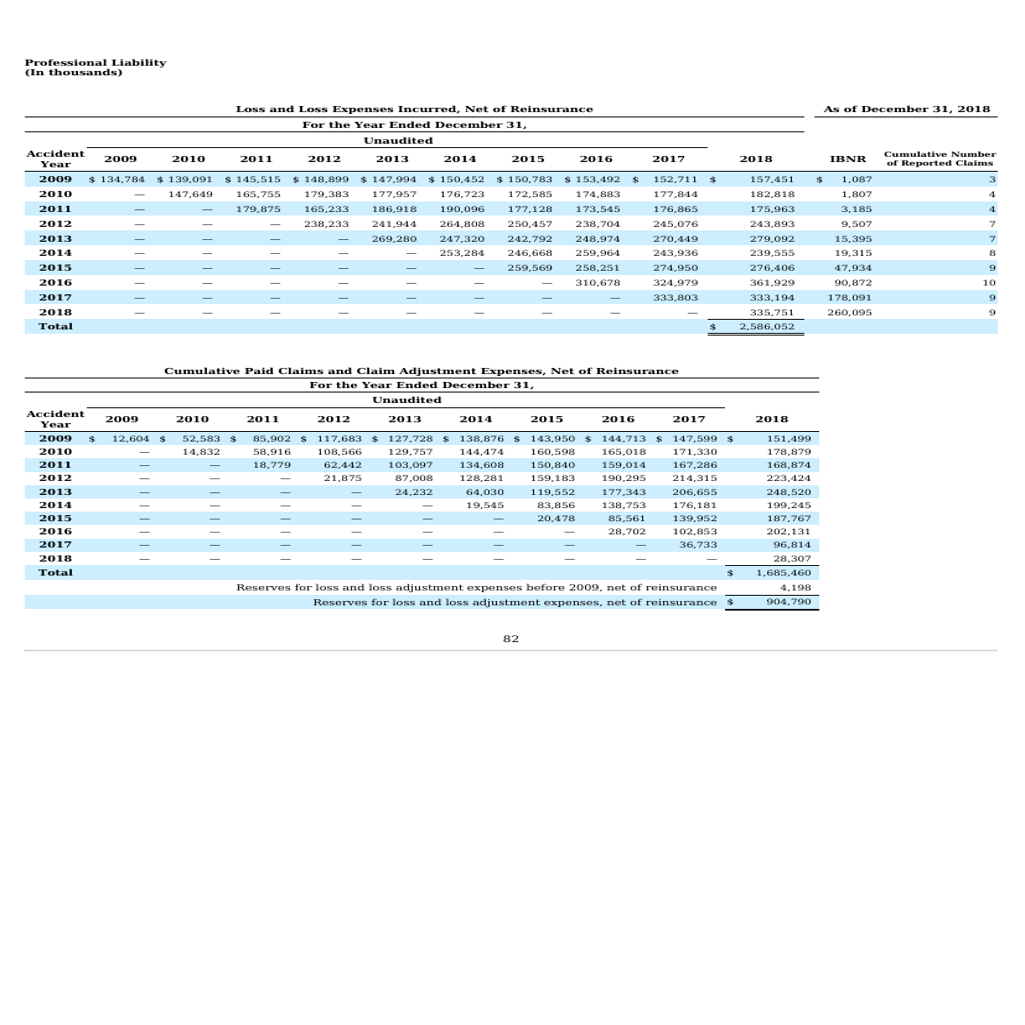 Professional Liability
(In thousands)
Loss and Loss Expenses Incurred, Net of Reinsurance As of December 31, 2018
For the Year Ended December 31,
Unaudited
Accident Year 2009 2010 2011 2012 2013 2014 2015 2016 2017 2018 IBNR Cumulative Number of Reported Claims
2009 $ 134,784 $ 139,091 $ 145,515 $ 148,899 $ 147,994 $ 150,452 $ 150,783 $ 153,492 $ 152,711 $ 157,451 $ 1,087 3
2010 — 147,649 165,755 179,383 177,957 176,723 172,585 174,883 177,844 182,818 1,807 4
2011 — — 179,875 165,233 186,918 190,096 177,128 173,545 176,865 175,963 3,185 4
2012 — — — 238,233 241,944 264,808 250,457 238,704 245,076 243,893 9,507 7
2013 — — — — 269,280 247,320 242,792 248,974 270,449 279,092 15,395 7
2014 — — — — — 253,284 246,668 259,964 243,936 239,555 19,315 8
2015 — — — — — — 259,569 258,251 274,950 276,406 47,934 9
2016 — — — — — — — 310,678 324,979 361,929 90,872 10
2017 — — — — — — — — 333,803 333,194 178,091 9
2018 — — — — — — — — — 335,751 260,095 9
Total $ 2,586,052
Cumulative Paid Claims and Claim Adjustment Expenses, Net of Reinsurance
For the Year Ended December 31,
Unaudited
Accident Year 2009 2010 2011 2012 2013 2014 2015 2016 2017 2018
2009 $ 12,604 $ 52,583 $ 85,902 $ 117,683 $ 127,728 $ 138,876 $ 143,950 $ 144,713 $ 147,599 $ 151,499
2010 — 14,832 58,916 108,566 129,757 144,474 160,598 165,018 171,330 178,879
2011 — — 18,779 62,442 103,097 134,608 150,840 159,014 167,286 168,874
2012 — — — 21,875 87,008 128,281 159,183 190,295 214,315 223,424
2013 — — — — 24,232 64,030 119,552 177,343 206,655 248,520
2014 — — — — — 19,545 83,856 138,753 176,181 199,245
2015 — — — — — — 20,478 85,561 139,952 187,767
2016 — — — — — — — 28,702 102,853 202,131
2017 — — — — — — — — 36,733 96,814
2018 — — — — — — — — — 28,307
Total $ 1,685,460
Reserves for loss and loss adjustment expenses before 2009, net of reinsurance 4,198
Reserves for loss and loss adjustment expenses, net of reinsurance $ 904,790
82